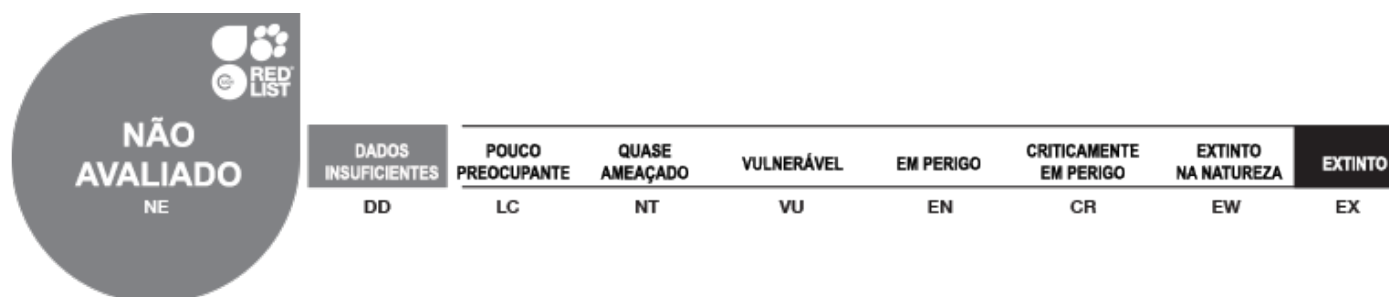 RED
LIST
NÃO
AVALIADO
NE
DADOS
INSUFICIENTES
DD
POUCO
PREOCUPANTE
LC
QUASE
AMEAÇADO
NT
VULNERÁVEL
VU
EM PERIGO
EN
CRITICAMENTE
EM PERIGO
CR
EXTINTO
NA NATUREZA
EW
EXTINTO
EX